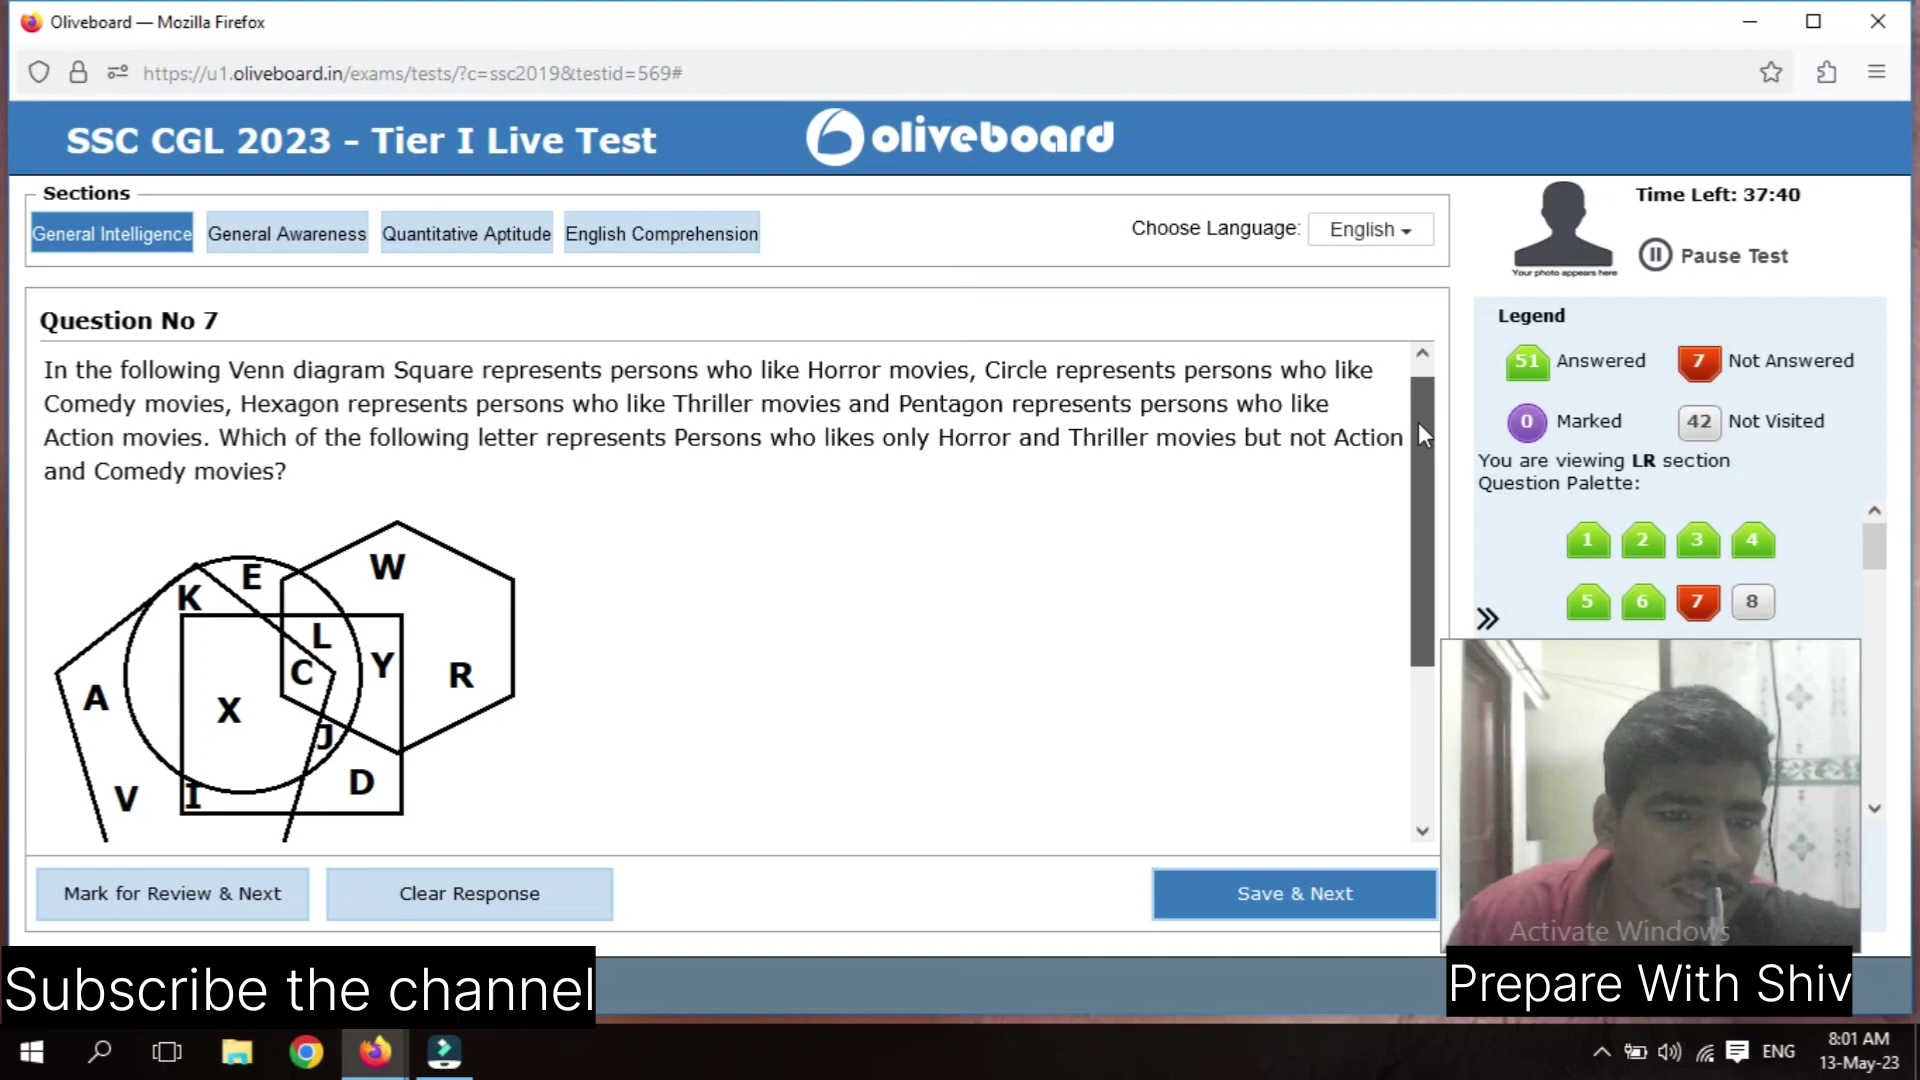 Oliveboard — Mozilla Firefox
https://u1.oliveboard.in/exams/tests/?c=ssc2019&testid=569#
SSC CGL 2023 - Tier I Live Test
oliveboard
Sections
General Intelligence
General Awareness
Quantitative Aptitude
English Comprehension
Choose Language:
English
Your photo appears here
Time Left: 37:40
Pause Test
Question No 7
In the following Venn diagram Square represents persons who like Horror movies, Circle represents persons who like
Comedy movies, Hexagon represents persons who like Thriller movies and Pentagon represents persons who like
Action movies. Which of the following letter represents Persons who likes only Horror and Thriller movies but not Action
and Comedy movies?
W
E
K
L
C
Y
R
A
X
J
D
V
I
Legend
51 Answered
7 Not Answered
0 Marked
42 Not Visited
You are viewing LR section
Question Palette:
1 2 3 4
5 6 7 8
Mark for Review & Next
Clear Response
Save & Next
Activate Windows
Subscribe the channel
Prepare With Shiv
ENG
8:01 AM
13-May-23